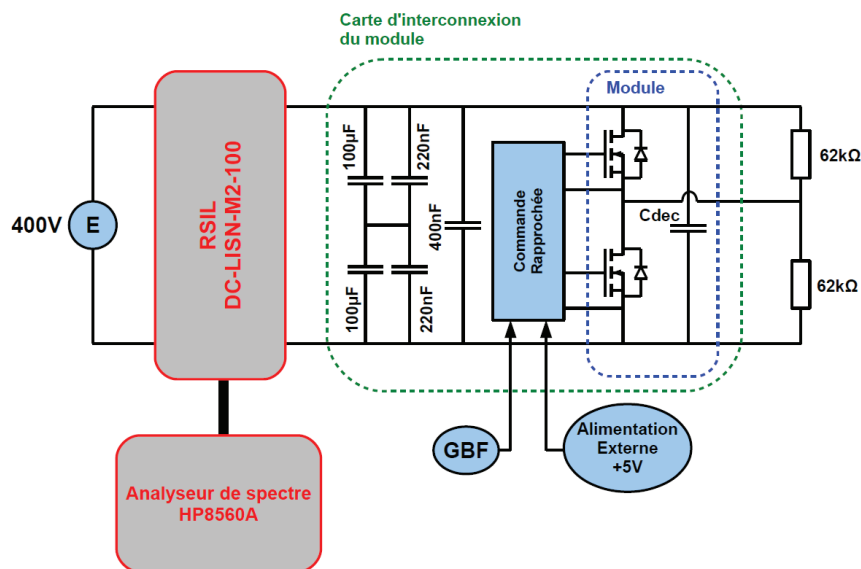 Carte d'interconnexion
du module
Module
400V
E
RSIL
DC-LISN-M2-100
100µF
220nF
400nF
100µF
220nF
Commande
Rapprochée
Cdec
62kΩ
62kΩ
GBF
Alimentation
Externe
+5V
Analyseur de spectre
HP8560A